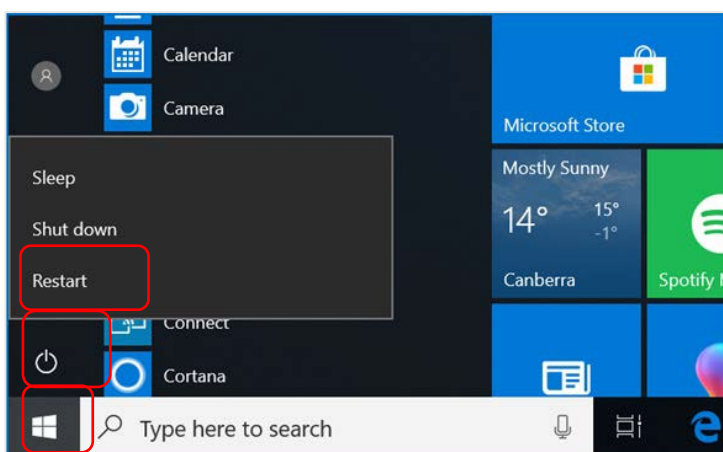 Calendar
Camera
Microsoft Store
Sleep
Shut down
Restart
Mostly Sunny
14° 15°
-1°
Canberra
Spotify
Connect
Cortana
Type here to search